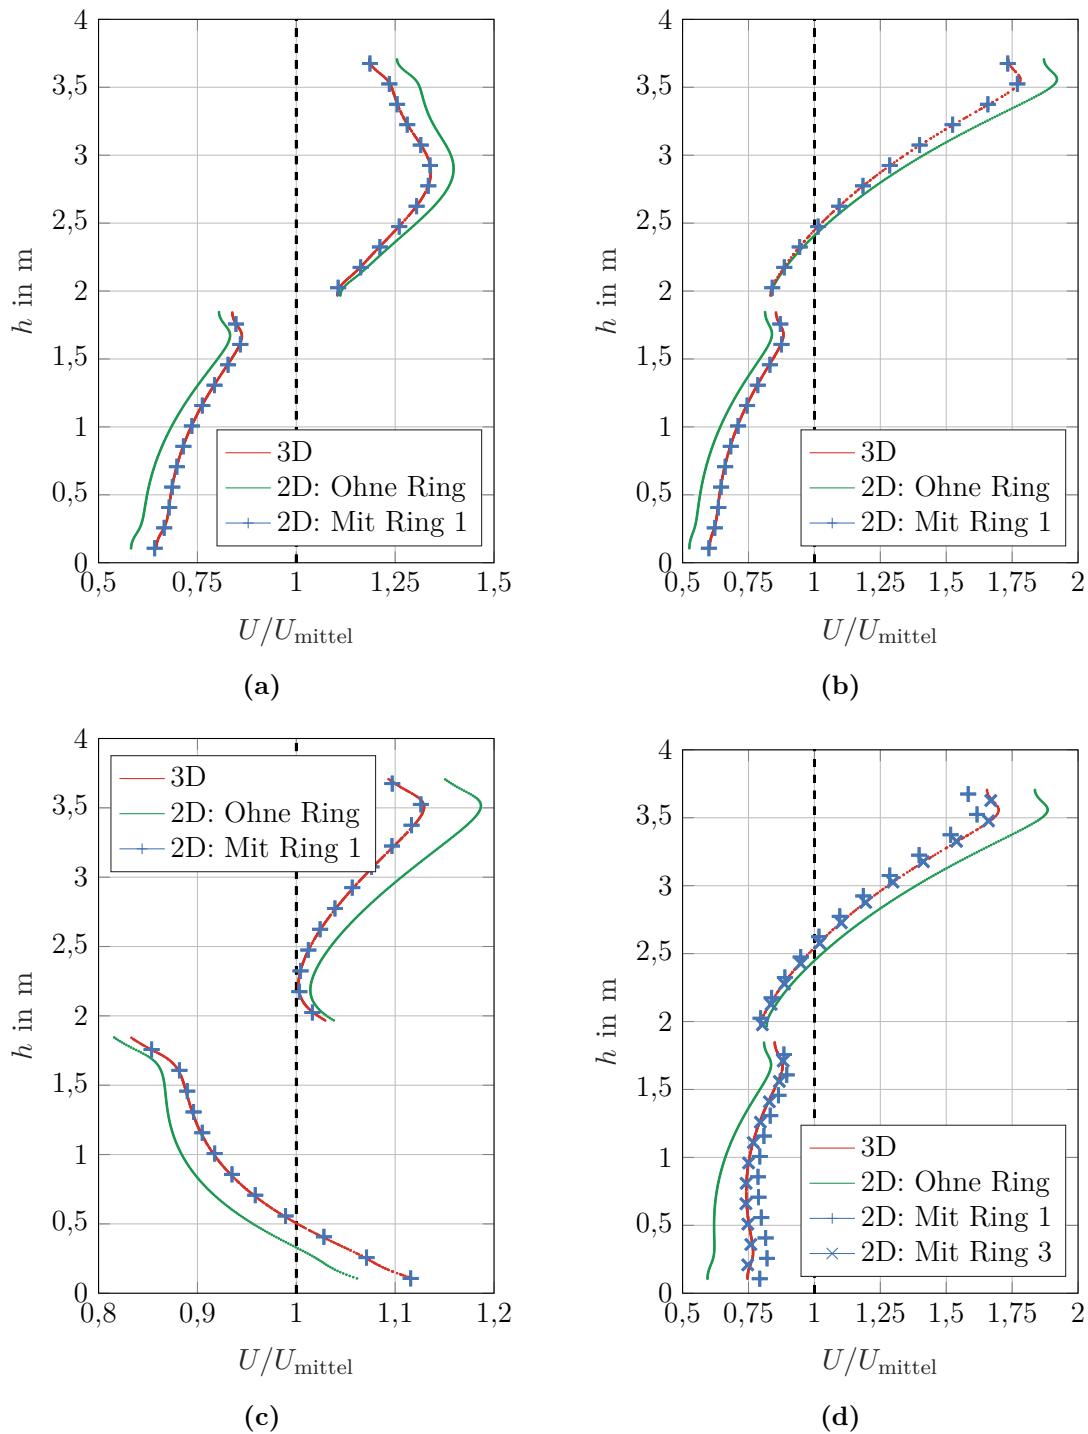 4
3,5
3
2,5
2
1,5
1
0,5
0
h in m
0,5 0,75 1 1,25 1,5
U/U_mittel
3D
2D: Ohne Ring
2D: Mit Ring 1
(a)
4
3,5
3
2,5
2
1,5
1
0,5
0
h in m
0,5 0,75 1 1,25 1,5 1,75 2
U/U_mittel
3D
2D: Ohne Ring
2D: Mit Ring 1
(b)
4
3,5
3
2,5
2
1,5
1
0,5
0
h in m
0,8 0,9 1 1,1 1,2
U/U_mittel
3D
2D: Ohne Ring
2D: Mit Ring 1
(c)
4
3,5
3
2,5
2
1,5
1
0,5
0
h in m
0,5 0,75 1 1,25 1,5 1,75 2
U/U_mittel
3D
2D: Ohne Ring
2D: Mit Ring 1
2D: Mit Ring 3
(d)